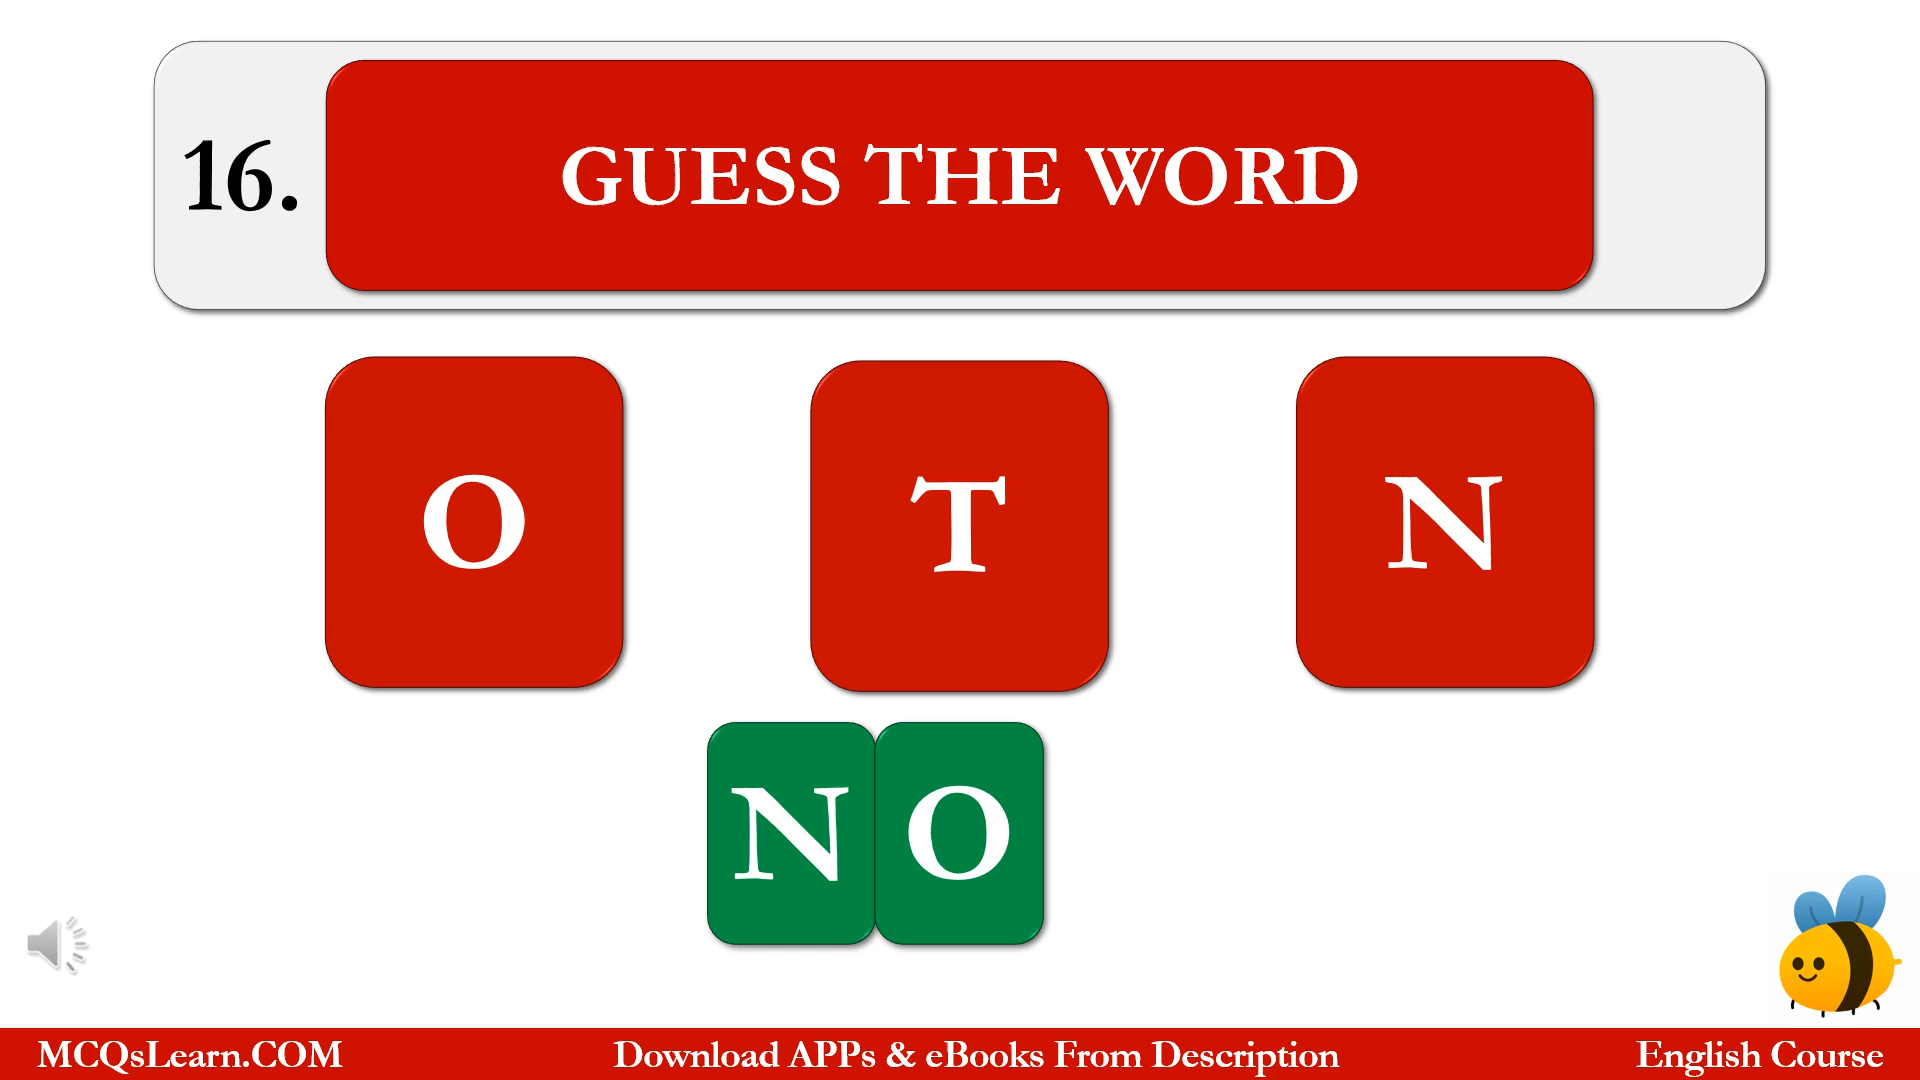 16. GUESS THE WORD
O T N
N O
MCQsLearn.COM Download APPs & eBooks From Description English Course